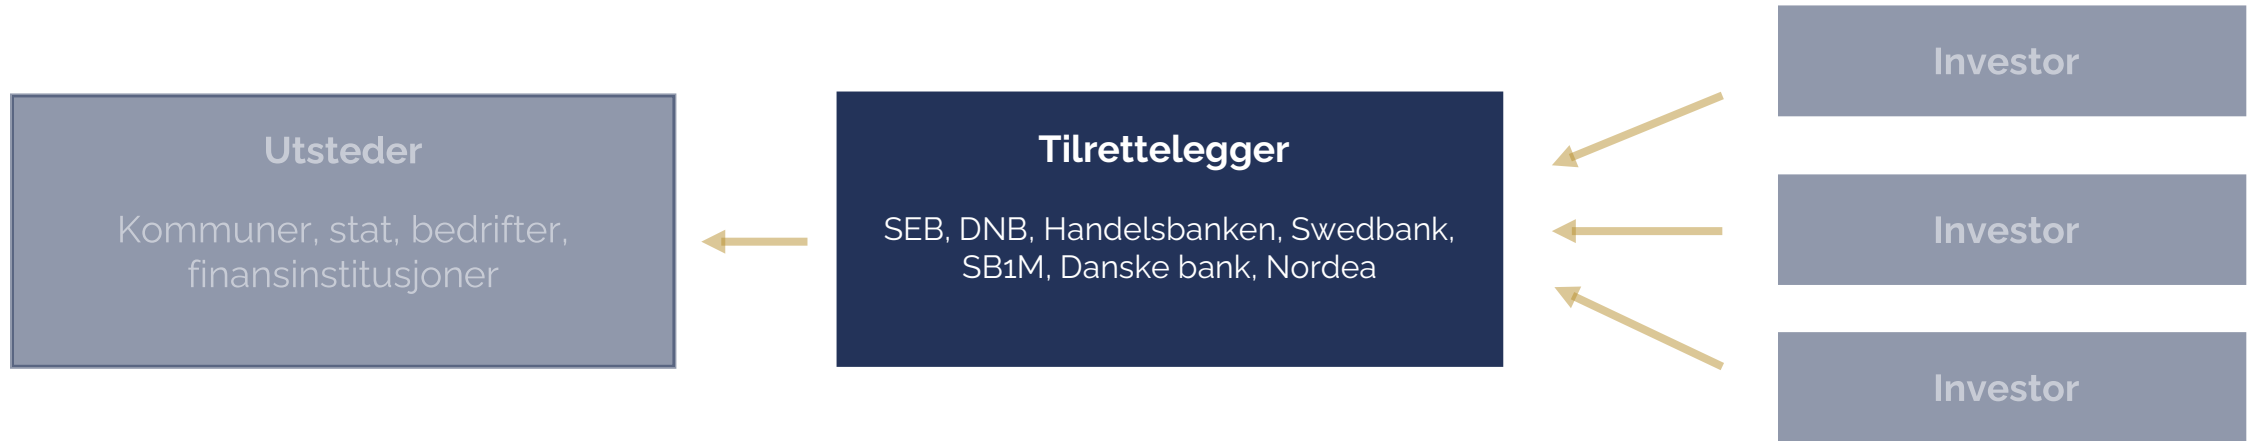 Utsteder
Kommuner, stat, bedrifter,
finansinstitusjoner
Tilrettelegger
SEB, DNB, Handelsbanken, Swedbank,
SB1M, Danske bank, Nordea
Investor
Investor
Investor